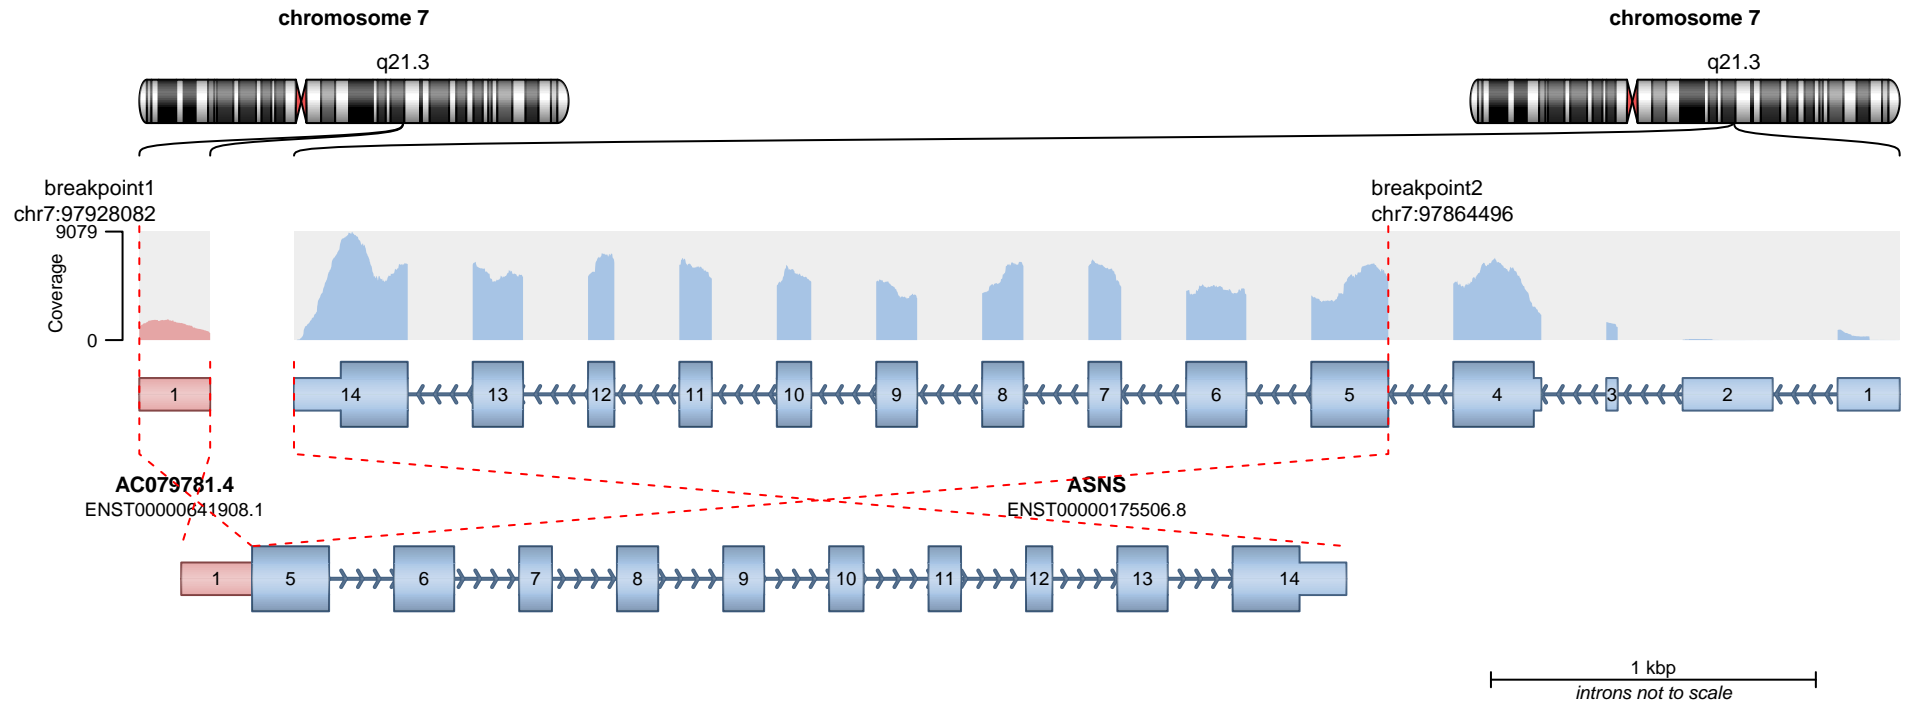 chromosome 7
chromosome 7
q21.3
q21.3
breakpoint1
chr7:97928082
breakpoint2
chr7:97864496
9079
Coverage
0
1
14
13
12
11
10
9
8
7
6
5
4
3
2
1
AC079781.4
ENST00000641908.1
ASNS
ENST00000175506.8
1
5
6
7
8
9
10
11
12
13
14
1 kbp
introns not to scale